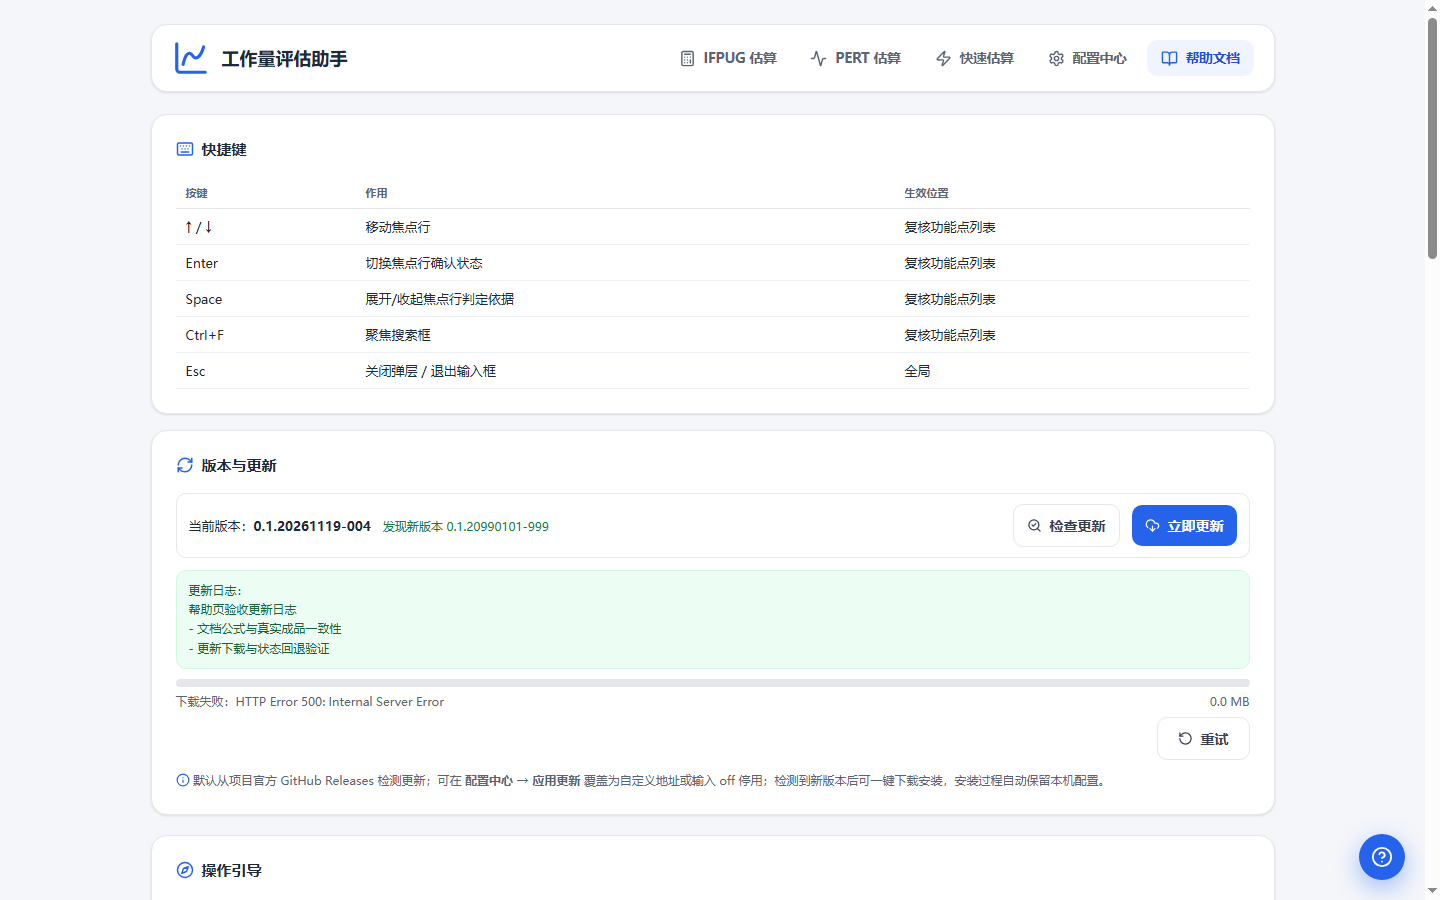 工作量评估助手
IFPUG 估算
PERT 估算
快速估算
配置中心
帮助文档
快捷键
按键 作用 生效位置
↑ / ↓ 移动焦点行 复核功能点列表
Enter 切换焦点行确认状态 复核功能点列表
Space 展开/收起焦点行判定依据 复核功能点列表
Ctrl+F 聚焦搜索框 复核功能点列表
Esc 关闭弹层 / 退出输入框 全局
版本与更新
当前版本：0.1.20261119-004 发现新版本 0.1.20990101-999
检查更新
立即更新
更新日志：
帮助页验收更新日志
- 文档公式与真实成品一致性
- 更新下载与状态回退验证
下载失败：HTTP Error 500: Internal Server Error 0.0 MB
重试
默认从项目官方 GitHub Releases 检测更新；可在 配置中心 → 应用更新 覆盖为自定义地址或输入 off 停用；检测到新版本后可一键下载安装，安装过程自动保留本机配置。
操作引导